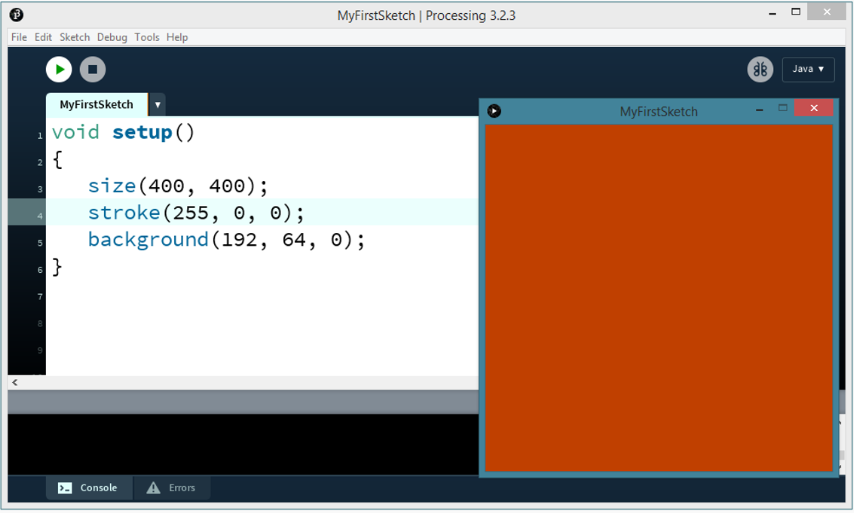 MyFirstSketch | Processing 3.2.3
File Edit Sketch Debug Tools Help
Java ▼
MyFirstSketch ▼
MyFirstSketch
1 void setup()
2 {
3 size(400, 400);
4 stroke(255, 0, 0);
5 background(192, 64, 0);
6 }
7
8
9
Console Errors